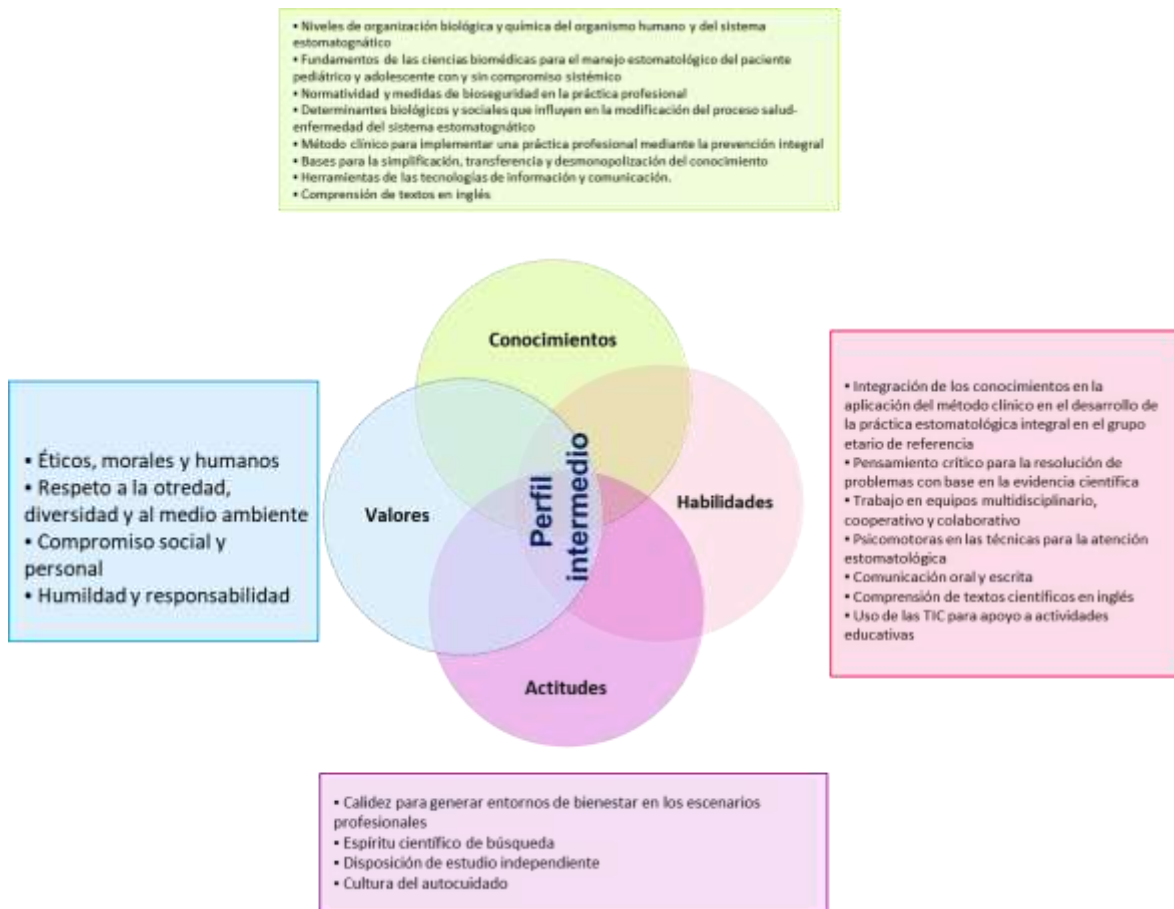 ▪ Niveles de organización biológica y química del organismo humano y del sistema
estomatognático
▪ Fundamentos de las ciencias biomédicas para el manejo estomatológico del paciente
pediátrico y adolescente con y sin compromiso sistémico
▪ Normatividad y medidas de bioseguridad en la práctica profesional
▪ Determinantes biológicos y sociales que influyen en la modificación del proceso salud-
enfermedad del sistema estomatognático
▪ Método clínico para implementar una práctica profesional mediante la prevención integral
▪ Bases para la simplificación, transferencia y desmonopolización del conocimiento
▪ Herramientas de las tecnologías de información y comunicación.
▪ Comprensión de textos en inglés
Conocimientos
▪ Éticos, morales y humanos
▪ Respeto a la otredad,
diversidad y al medio ambiente
▪ Compromiso social y
personal
▪ Humildad y responsabilidad
Valores
Perfil
intermedio
Habilidades
▪ Integración de los conocimientos en la
aplicación del método clínico en el desarrollo de
la práctica estomatológica integral en el grupo
etario de referencia
▪ Pensamiento crítico para la resolución de
problemas con base en la evidencia científica
▪ Trabajo en equipos multidisciplinario,
cooperativo y colaborativo
▪ Psicomotoras en las técnicas para la atención
estomatológica
▪ Comunicación oral y escrita
▪ Comprensión de textos científicos en inglés
▪ Uso de las TIC para apoyo a actividades
educativas
Actitudes
▪ Calidez para generar entornos de bienestar en los escenarios
profesionales
▪ Espíritu científico de búsqueda
▪ Disposición de estudio independiente
▪ Cultura del autocuidado